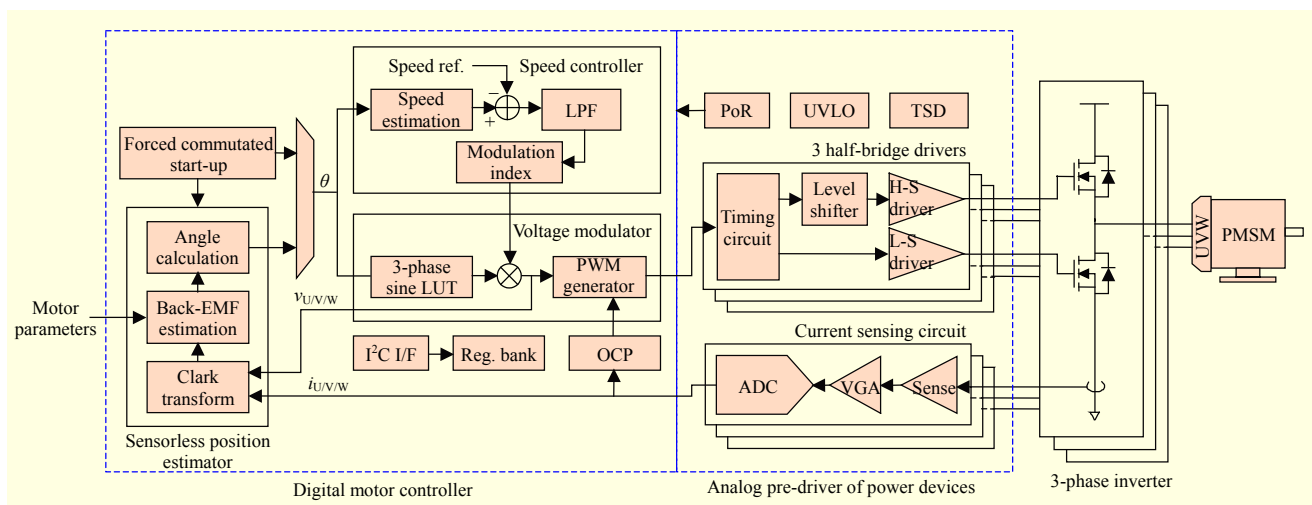 Speed ref.
Speed controller
−
+
Speed
estimation
LPF
Modulation
index
Forced commutated
start-up
θ
Angle
calculation
Back-EMF
estimation
Clark
transform
Motor
parameters
Sensorless position
estimator
Voltage modulator
3-phase
sine LUT
PWM
generator
vU/V/W
iU/V/W
I²C I/F
Reg. bank
OCP
Digital motor controller
PoR
UVLO
TSD
3 half-bridge drivers
Timing
circuit
Level
shifter
H-S
driver
L-S
driver
Current sensing circuit
ADC
VGA
Sense
Analog pre-driver of power devices
3-phase inverter
UVW
PMSM